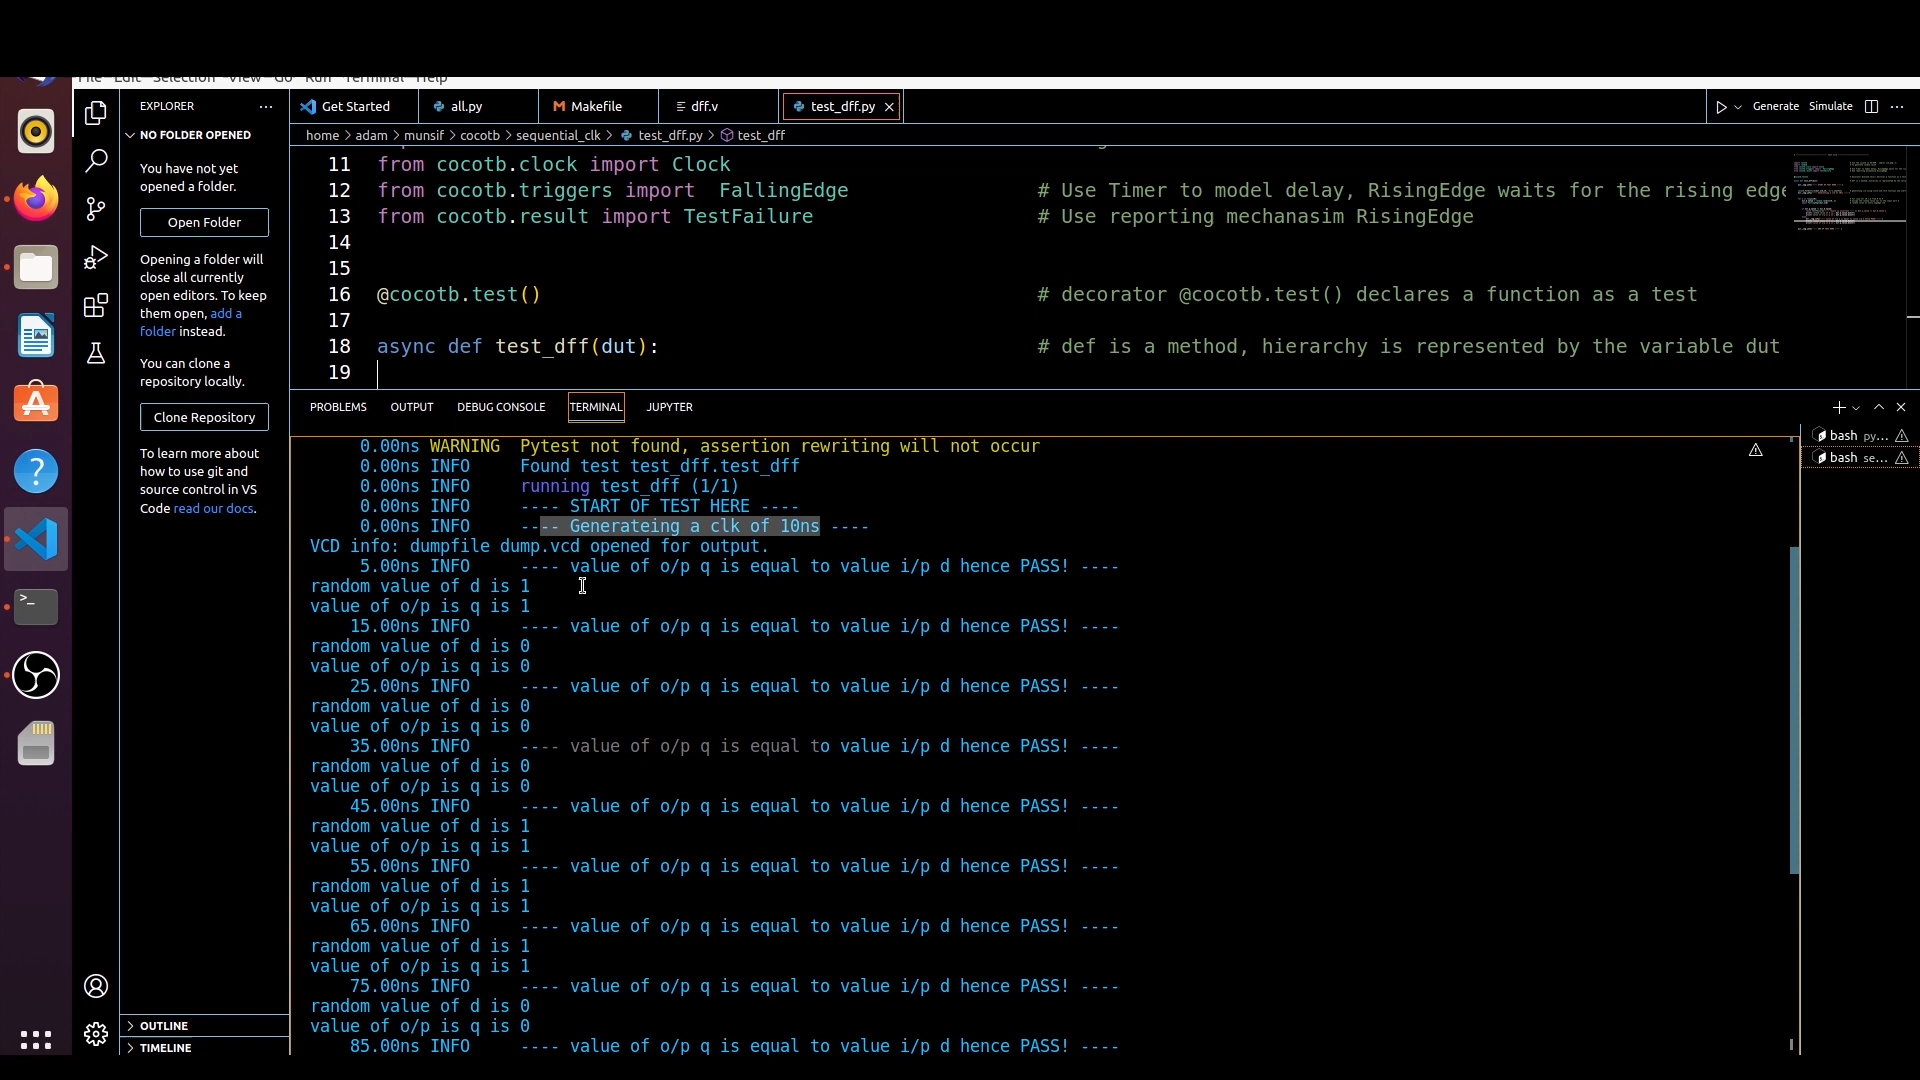 File Edit Selection View Go Run Terminal Help
EXPLORER
NO FOLDER OPENED
You have not yet
opened a folder.
Open Folder
Opening a folder will
close all currently
open editors. To keep
them open, add a
folder instead.
You can clone a
repository locally.
Clone Repository
To learn more about
how to use git and
source control in VS
Code read our docs.
OUTLINE
TIMELINE
Get Started
all.py
Makefile
dff.v
test_dff.py
Generate
Simulate
home > adam > munsif > cocotb > sequential_clk > test_dff.py > test_dff
11 from cocotb.clock import Clock
12 from cocotb.triggers import  FallingEdge # Use Timer to model delay, RisingEdge waits for the rising edge
13 from cocotb.result import TestFailure # Use reporting mechanasim RisingEdge
14
15
16 @cocotb.test() # decorator @cocotb.test() declares a function as a test
17
18 async def test_dff(dut): # def is a method, hierarchy is represented by the variable dut
19
PROBLEMS OUTPUT DEBUG CONSOLE TERMINAL JUPYTER
bash py...
bash se...
0.00ns WARNING  Pytest not found, assertion rewriting will not occur
0.00ns INFO     Found test test_dff.test_dff
0.00ns INFO     running test_dff (1/1)
0.00ns INFO     ---- START OF TEST HERE ----
0.00ns INFO     ---- Generateing a clk of 10ns ----
VCD info: dumpfile dump.vcd opened for output.
5.00ns INFO     ---- value of o/p q is equal to value i/p d hence PASS! ----
random value of d is 1
value of o/p is q is 1
15.00ns INFO     ---- value of o/p q is equal to value i/p d hence PASS! ----
random value of d is 0
value of o/p is q is 0
25.00ns INFO     ---- value of o/p q is equal to value i/p d hence PASS! ----
random value of d is 0
value of o/p is q is 0
35.00ns INFO     ---- value of o/p q is equal to value i/p d hence PASS! ----
random value of d is 0
value of o/p is q is 0
45.00ns INFO     ---- value of o/p q is equal to value i/p d hence PASS! ----
random value of d is 1
value of o/p is q is 1
55.00ns INFO     ---- value of o/p q is equal to value i/p d hence PASS! ----
random value of d is 1
value of o/p is q is 1
65.00ns INFO     ---- value of o/p q is equal to value i/p d hence PASS! ----
random value of d is 1
value of o/p is q is 1
75.00ns INFO     ---- value of o/p q is equal to value i/p d hence PASS! ----
random value of d is 0
value of o/p is q is 0
85.00ns INFO     ---- value of o/p q is equal to value i/p d hence PASS! ----